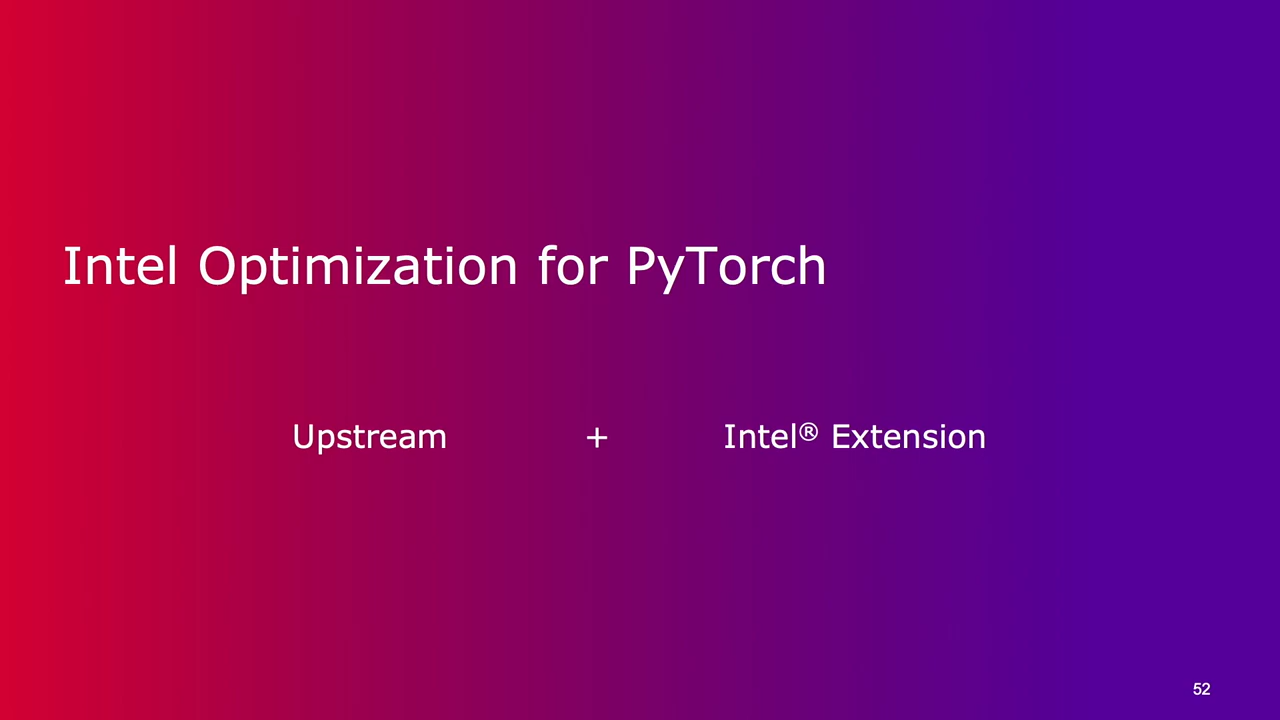 Intel Optimization for PyTorch
Upstream + Intel® Extension
52